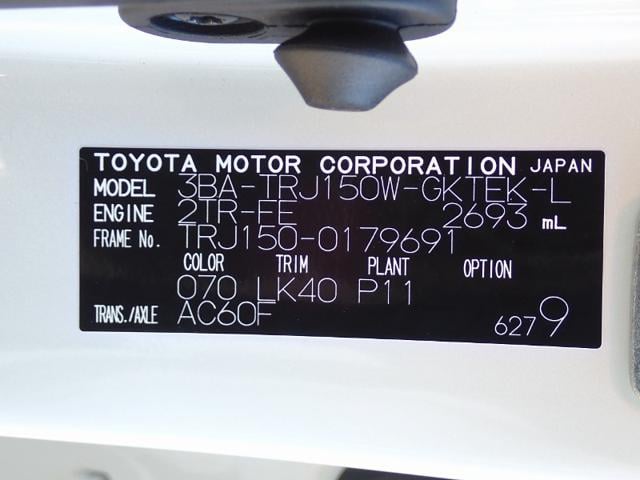 TOYOTA MOTOR CORPORATION JAPAN
MODEL 3BA-TRJ150W-GKTEK-L
ENGINE 2TR-FE 2693 mL
FRAME No. TRJ150-0179691
COLOR TRIM PLANT OPTION
070 LK40 P11
TRANS./AXLE AC60F
6279